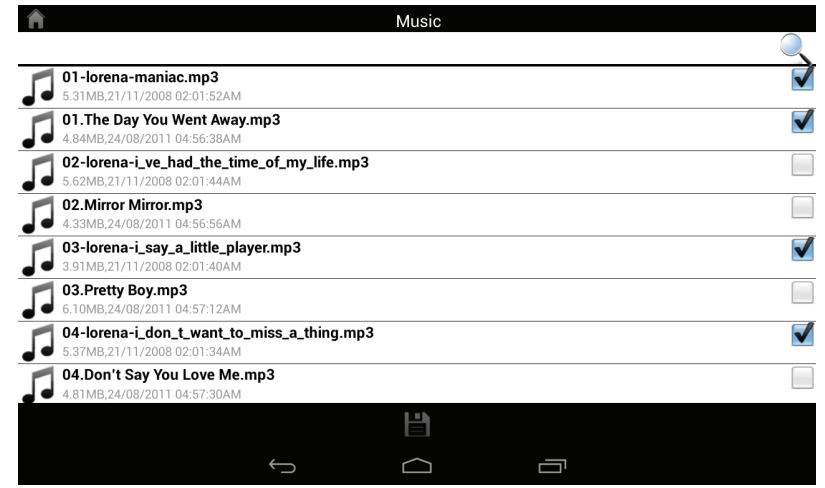 Music
01-lorena-maniac.mp3
5.31MB,21/11/2008 02:01:52AM
01.The Day You Went Away.mp3
4.84MB,24/08/2011 04:56:38AM
02-lorena-i_ve_had_the_time_of_my_life.mp3
5.62MB,21/11/2008 02:01:44AM
02.Mirror Mirror.mp3
4.33MB,24/08/2011 04:56:56AM
03-lorena-i_say_a_little_player.mp3
3.91MB,21/11/2008 02:01:40AM
03.Pretty Boy.mp3
6.10MB,24/08/2011 04:57:12AM
04-lorena-i_don_t_want_to_miss_a_thing.mp3
5.37MB,21/11/2008 02:01:34AM
04.Don't Say You Love Me.mp3
4.81MB,24/08/2011 04:57:30AM